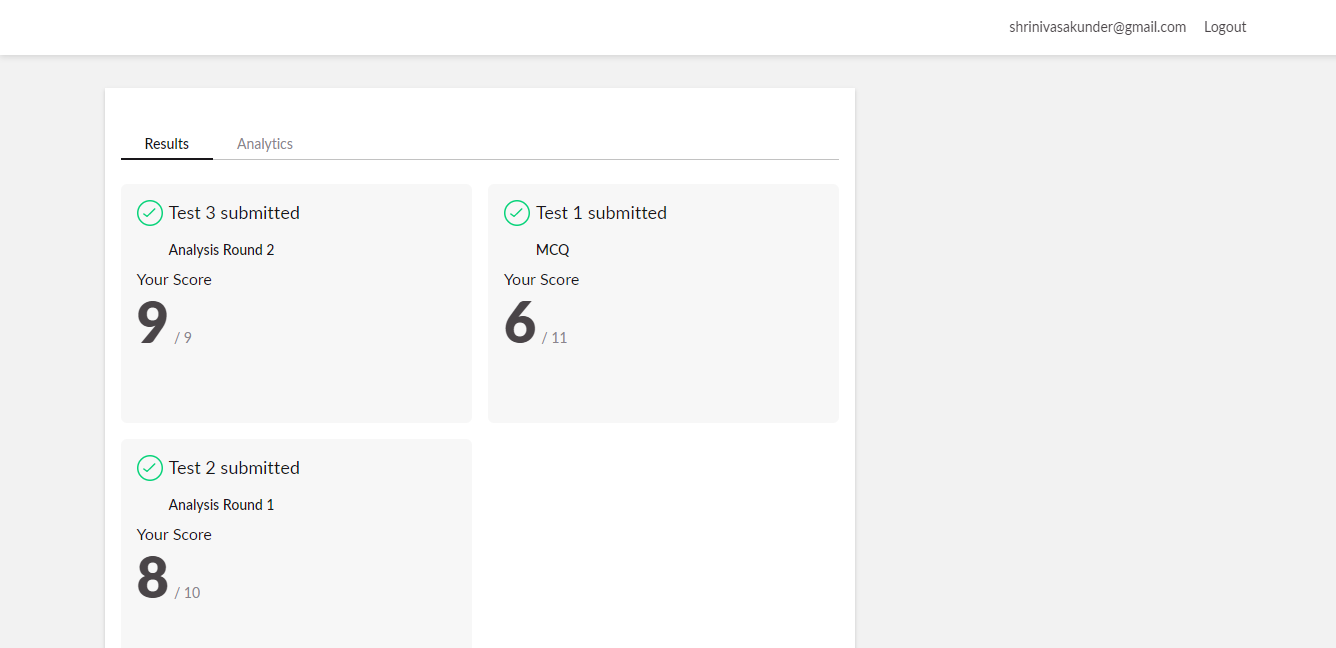 shrinivasakunder@gmail.com Logout
Results Analytics
Test 3 submitted
Analysis Round 2
Your Score
9 / 9
Test 1 submitted
MCQ
Your Score
6 / 11
Test 2 submitted
Analysis Round 1
Your Score
8 / 10